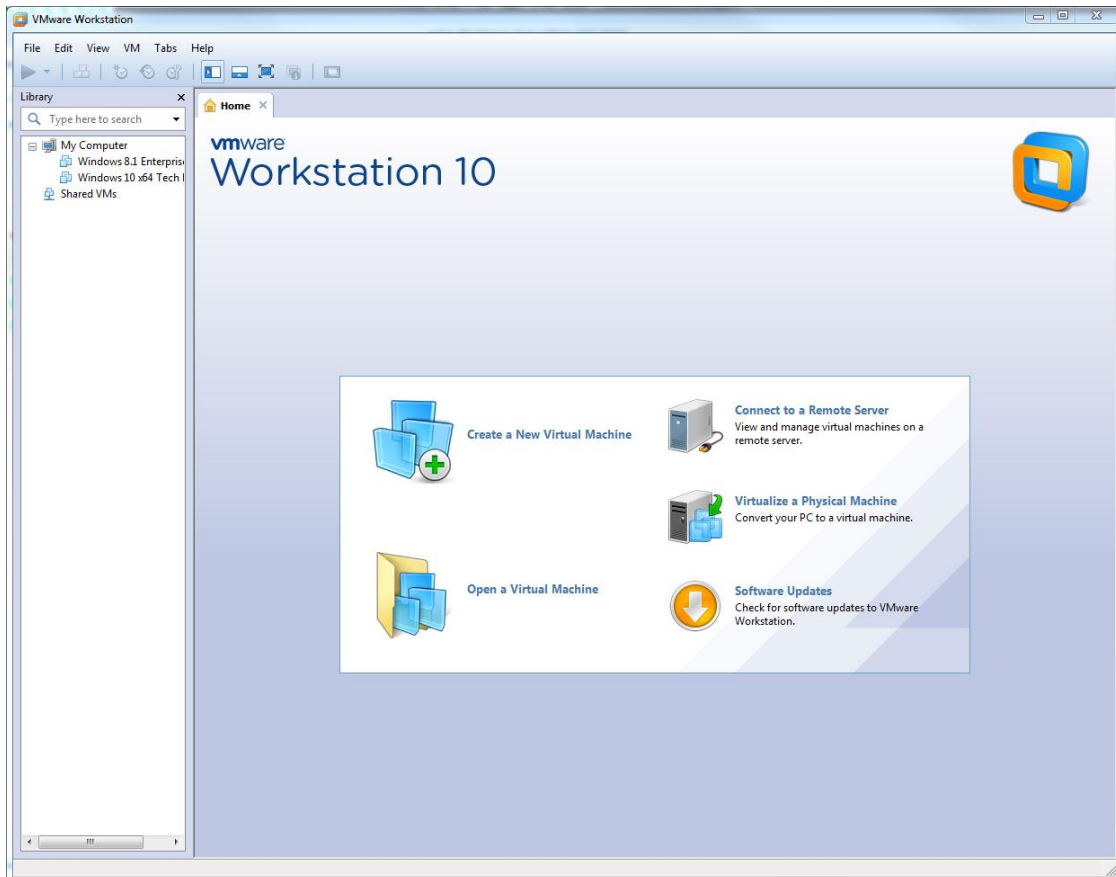 VMware Workstation
File Edit View VM Tabs Help
Library
Type here to search
My Computer
Windows 8.1 Enterpris
Windows 10 x64 Tech
Shared VMs
Home
vmware
Workstation 10
Create a New Virtual Machine
Open a Virtual Machine
Connect to a Remote Server
View and manage virtual machines on a
remote server.
Virtualize a Physical Machine
Convert your PC to a virtual machine.
Software Updates
Check for software updates to VMware
Workstation.